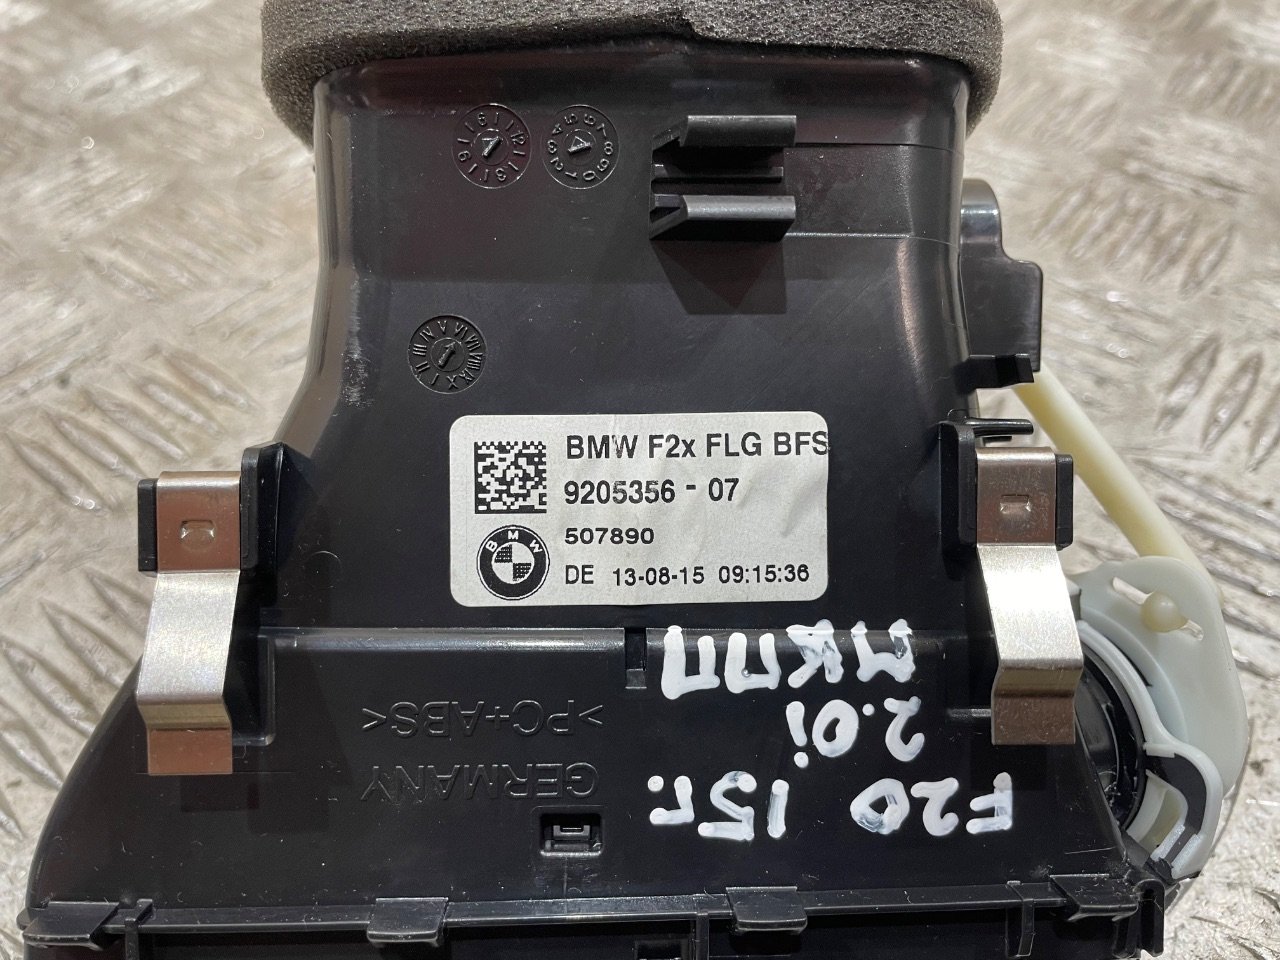 BMW F2x FLG BFS
9205356 - 07
507890
BMW
DE 13-08-15 09:15:36
>PC+ABS<
GERMANY
F20 15г.
2.0i
МКПП